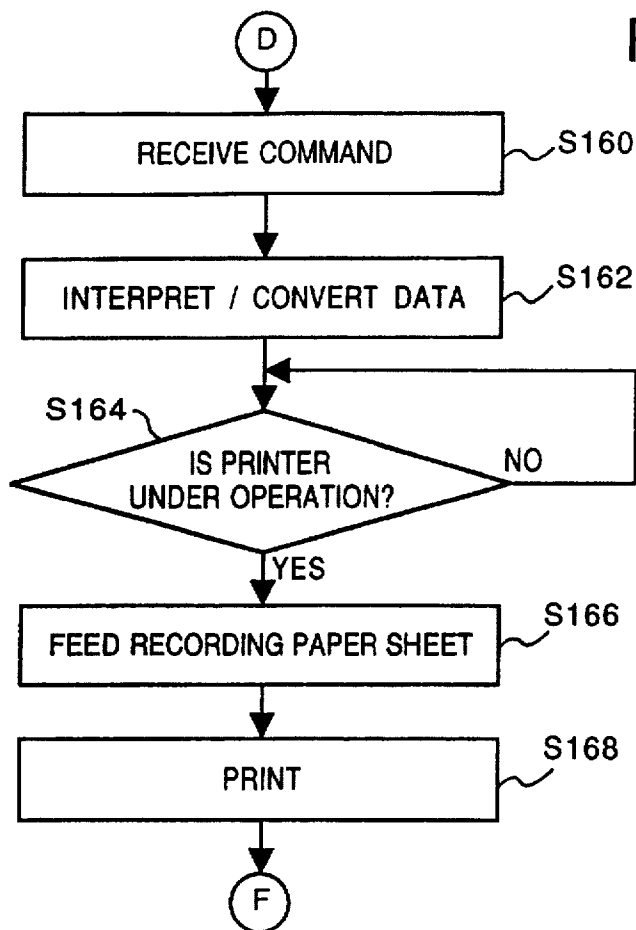 D
RECEIVE COMMAND
S160
INTERPRET / CONVERT DATA
S162
S164
IS PRINTER
UNDER OPERATION?
NO
YES
FEED RECORDING PAPER SHEET
S166
PRINT
S168
F